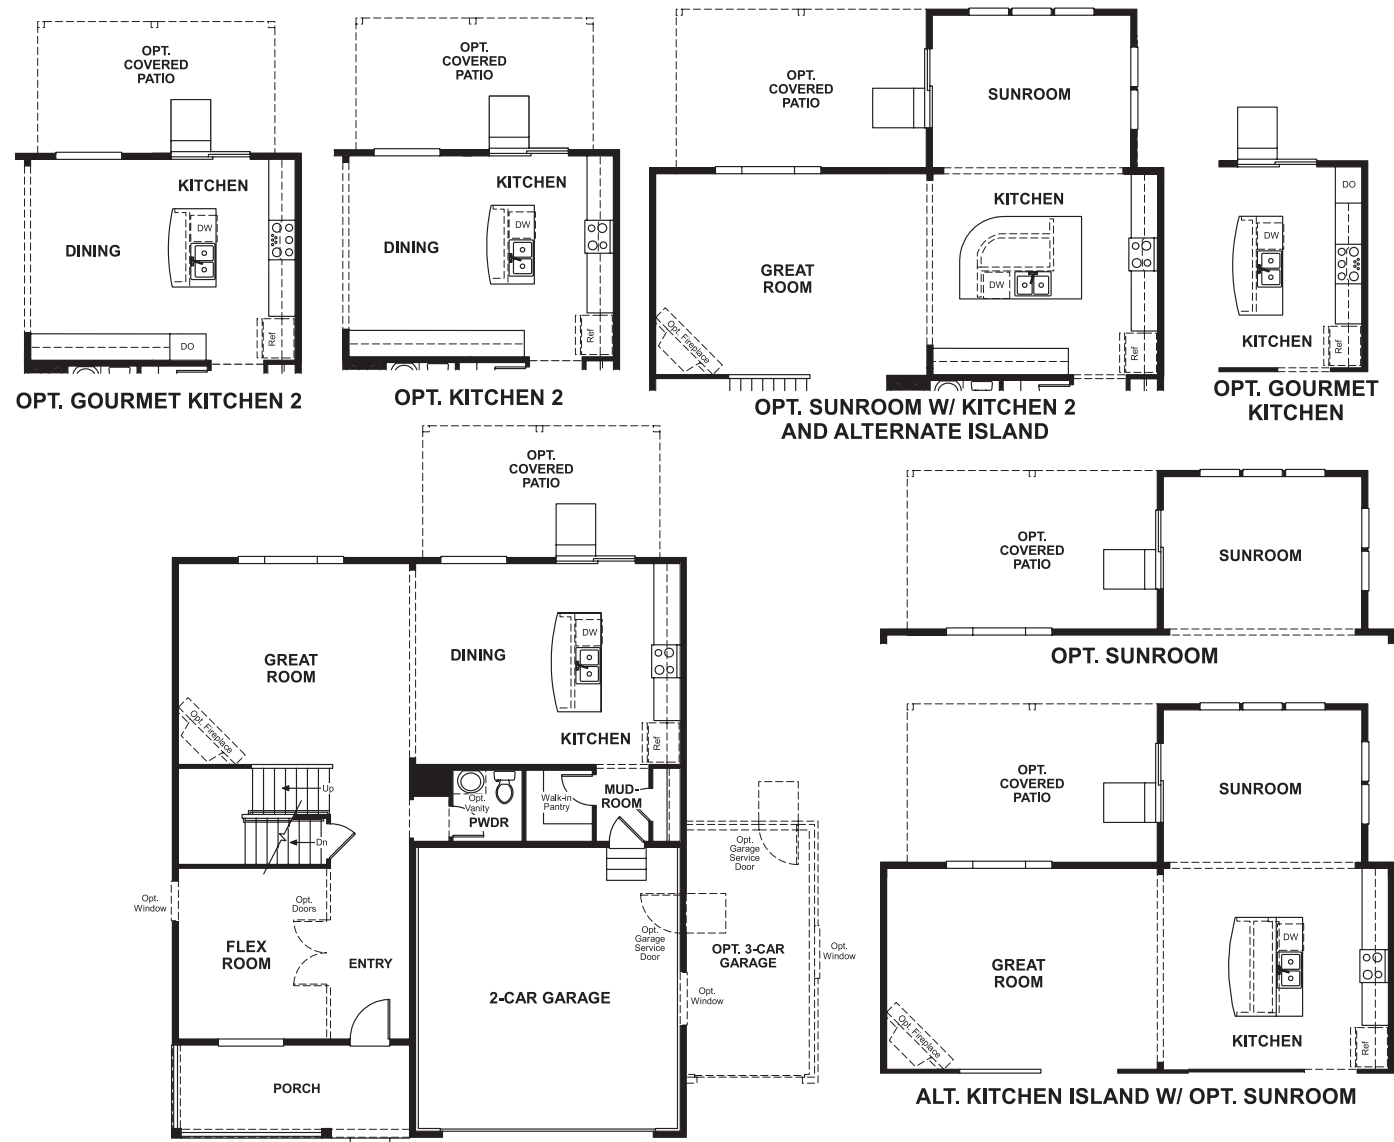 OPT.
COVERED
PATIO
KITCHEN
DW
DINING
Ref
DO
OPT. GOURMET KITCHEN 2
OPT.
COVERED
PATIO
KITCHEN
DW
DINING
Ref
OPT. KITCHEN 2
OPT.
COVERED
PATIO
SUNROOM
KITCHEN
GREAT
ROOM
DW
Opt. Fireplace
Ref
OPT. SUNROOM W/ KITCHEN 2
AND ALTERNATE ISLAND
DO
DW
KITCHEN
Ref
OPT. GOURMET
KITCHEN
OPT.
COVERED
PATIO
SUNROOM
OPT. SUNROOM
OPT.
COVERED
PATIO
GREAT
ROOM
DINING
DW
KITCHEN
Ref
Opt. Fireplace
Up
Dn
Opt.
Vanity
PWDR
Walk-in
Pantry
MUD-
ROOM
Opt.
Window
Opt.
Doors
FLEX
ROOM
ENTRY
2-CAR GARAGE
Opt.
Garage
Service
Door
Opt.
Garage
Service
Door
OPT. 3-CAR
GARAGE
Opt.
Window
Opt.
Window
PORCH
OPT.
COVERED
PATIO
SUNROOM
GREAT
ROOM
DW
Opt. Fireplace
KITCHEN
Ref
ALT. KITCHEN ISLAND W/ OPT. SUNROOM